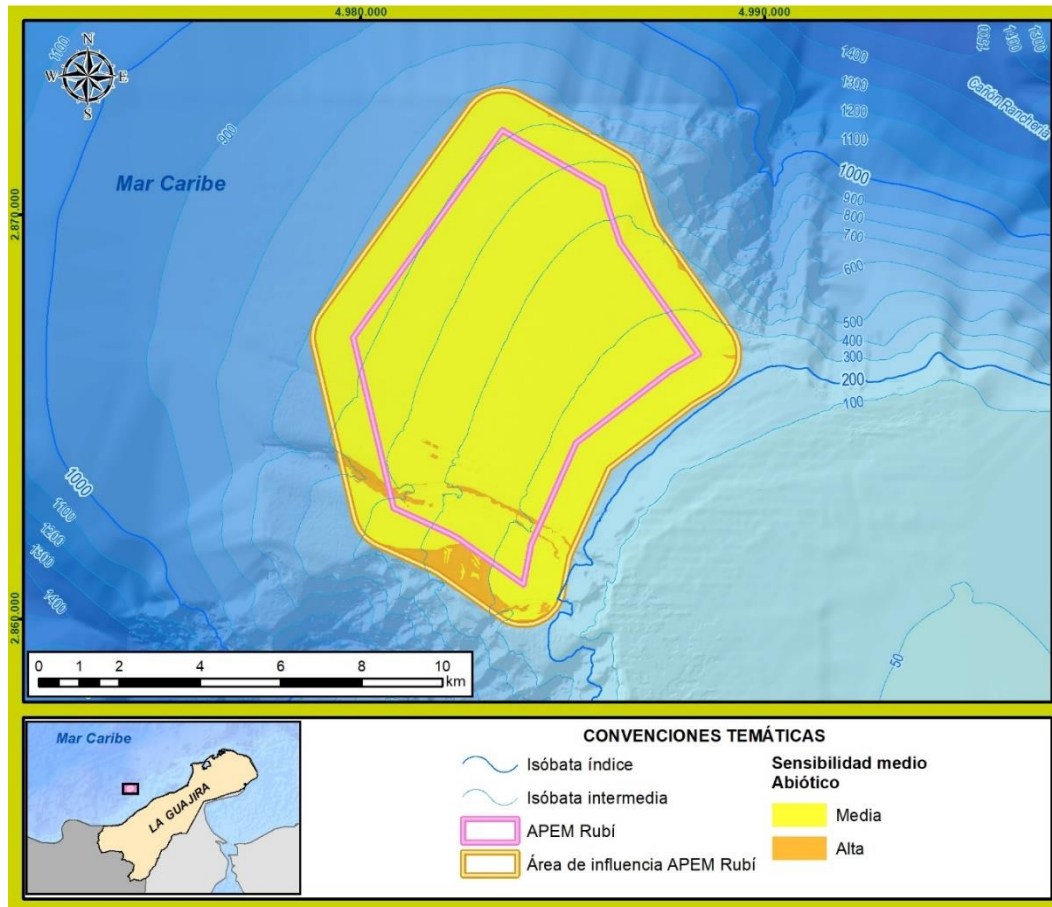 4.980.000
4.990.000
N
W
E
S
1100
900
Mar Caribe
2.870.000
1400
1300
1200
1100
1000
900
800
700
600
500
400
300
200
100
1500
1400
1300
Cañón Ranchería
1000
1100
1200
1300
1400
2.860.000
50
0
1
2
4
6
8
10
km
Mar Caribe
LA GUAJIRA
CONVENCIONES TEMÁTICAS
Isóbata índice
Isóbata intermedia
APEM Rubí
Área de influencia APEM Rubí
Sensibilidad medio
Abiótico
Media
Alta